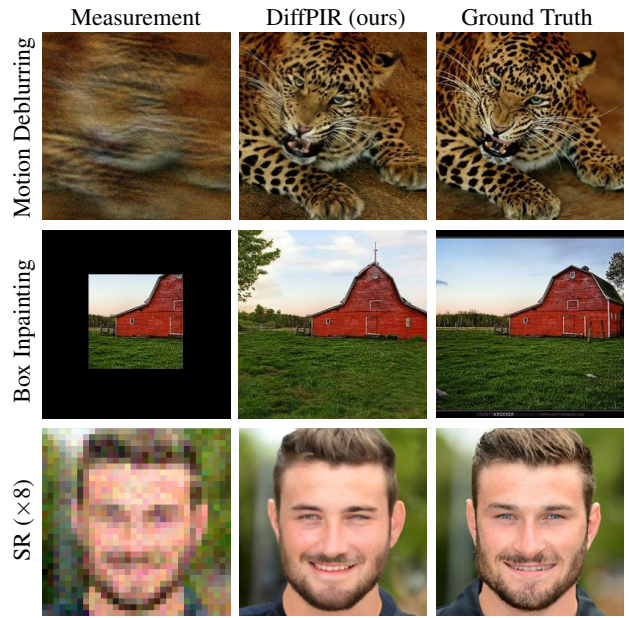 Measurement
DiffPIR (ours)
Ground Truth
Motion Deblurring
Box Inpainting
SR (×8)